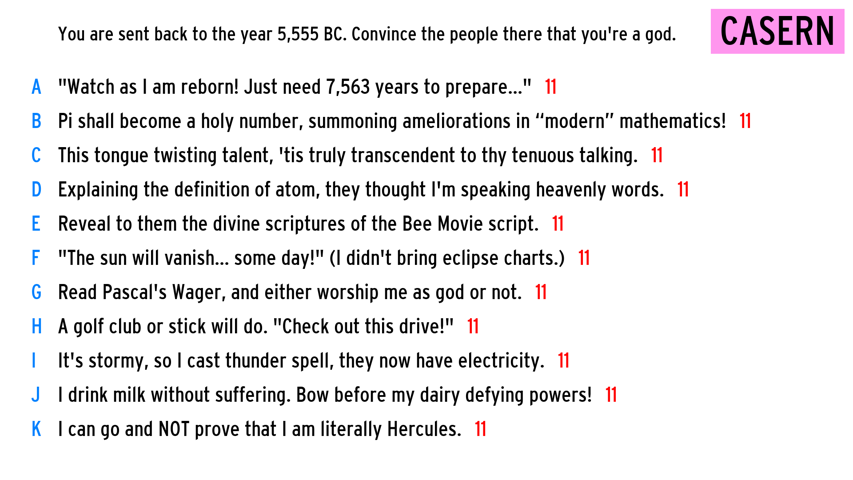 You are sent back to the year 5,555 BC. Convince the people there that you're a god.
CASERN
A "Watch as I am reborn! Just need 7,563 years to prepare..." 11
B Pi shall become a holy number, summoning ameliorations in “modern” mathematics! 11
C This tongue twisting talent, 'tis truly transcendent to thy tenuous talking. 11
D Explaining the definition of atom, they thought I'm speaking heavenly words. 11
E Reveal to them the divine scriptures of the Bee Movie script. 11
F "The sun will vanish... some day!" (I didn't bring eclipse charts.) 11
G Read Pascal's Wager, and either worship me as god or not. 11
H A golf club or stick will do. "Check out this drive!" 11
I It's stormy, so I cast thunder spell, they now have electricity. 11
J I drink milk without suffering. Bow before my dairy defying powers! 11
K I can go and NOT prove that I am literally Hercules. 11